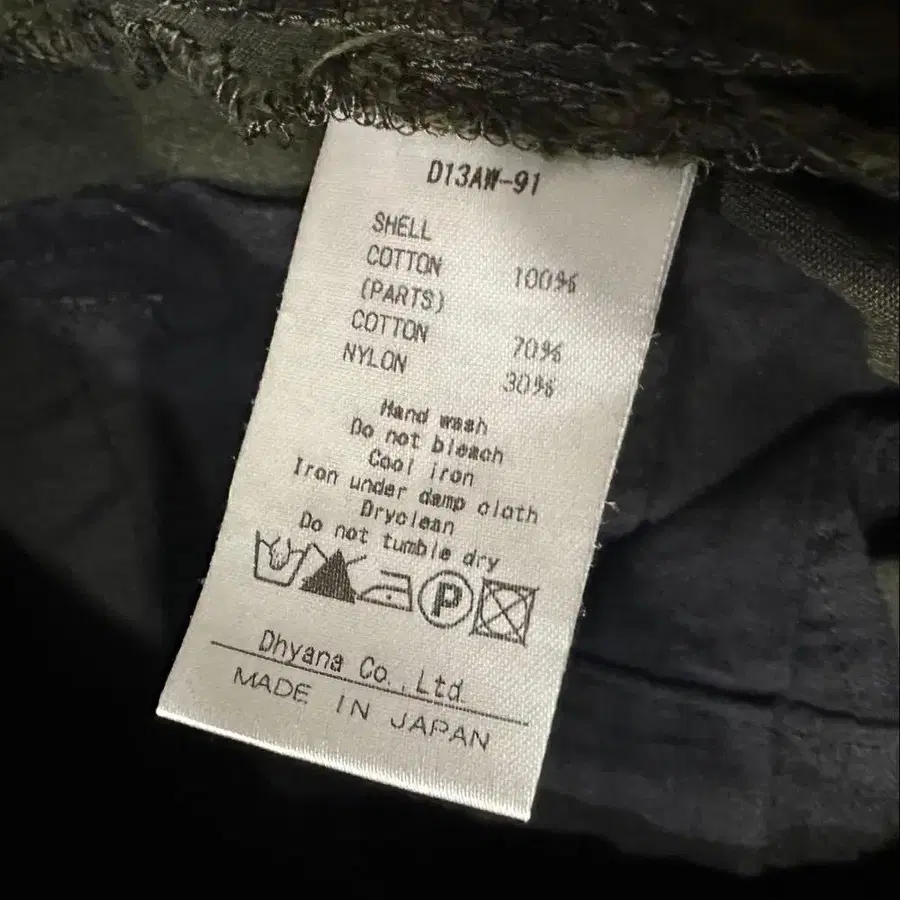 D13AW-91
SHELL
COTTON 100%
(PARTS)
COTTON 70%
NYLON 30%
Hand wash
Do not bleach
Cool iron
Iron under damp cloth
Dryclean
Do not tumble dry
P
Dhyana Co.,Ltd.
MADE IN JAPAN